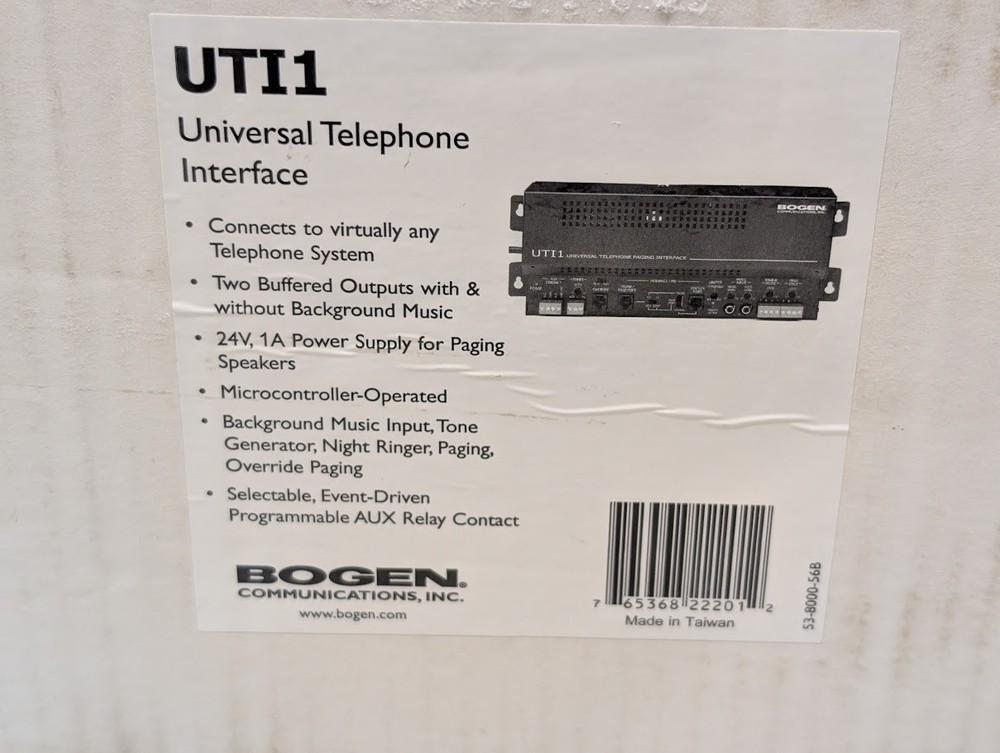 UTI1
Universal Telephone
Interface
• Connects to virtually any
Telephone System
• Two Buffered Outputs with &
without Background Music
• 24V, 1A Power Supply for Paging
Speakers
• Microcontroller-Operated
• Background Music Input, Tone
Generator, Night Ringer, Paging,
Override Paging
• Selectable, Event-Driven
Programmable AUX Relay Contact
BOGEN®
COMMUNICATIONS, INC.
www.bogen.com
BOGEN
COMMUNICATIONS, INC.
UTI1 UNIVERSAL TELEPHONE PAGING INTERFACE
7 65368 22201 2
Made in Taiwan
53-8000-56B